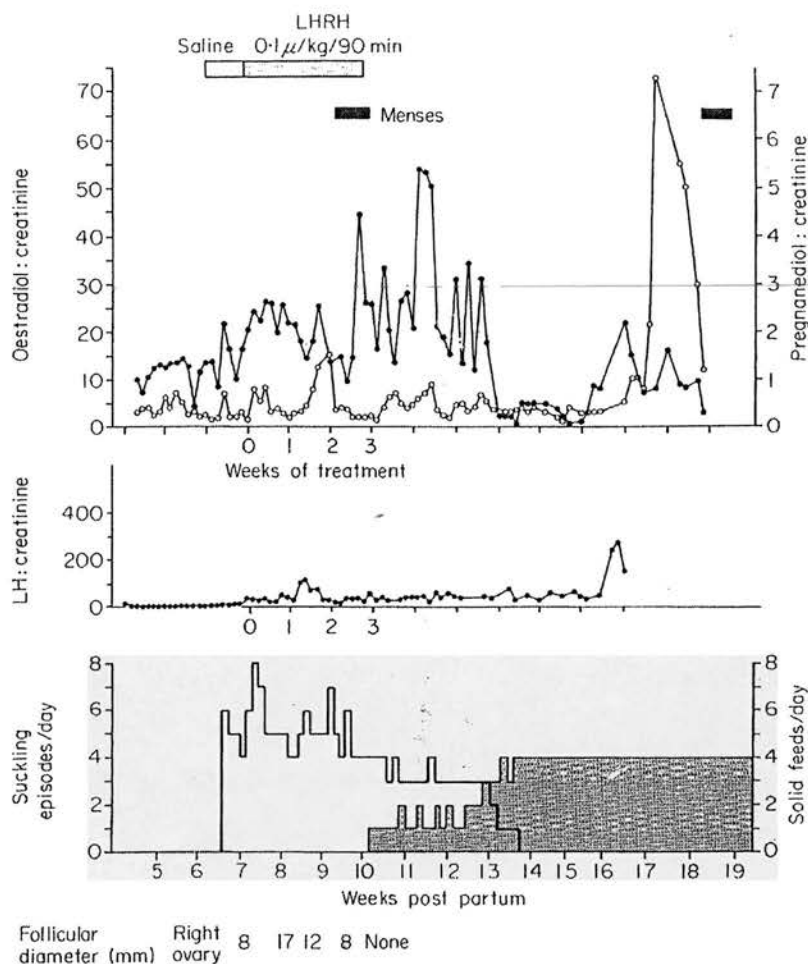 LHRH
Saline 0·1μ/kg/90 min
70
60
50
40
30
20
10
0
Oestradiol : creatinine
Menses
7
6
5
4
3
2
1
0
Pregnanediol : creatinine
0 1 2 3
Weeks of treatment
400
200
0
LH : creatinine
0 1 2 3
8
6
4
2
0
Suckling episodes/day
8
6
4
2
0
Solid feeds/day
5 6 7 8 9 10 11 12 13 14 15 16 17 18 19
Weeks post partum
Follicular diameter (mm) Right ovary 8 17 12 8 None